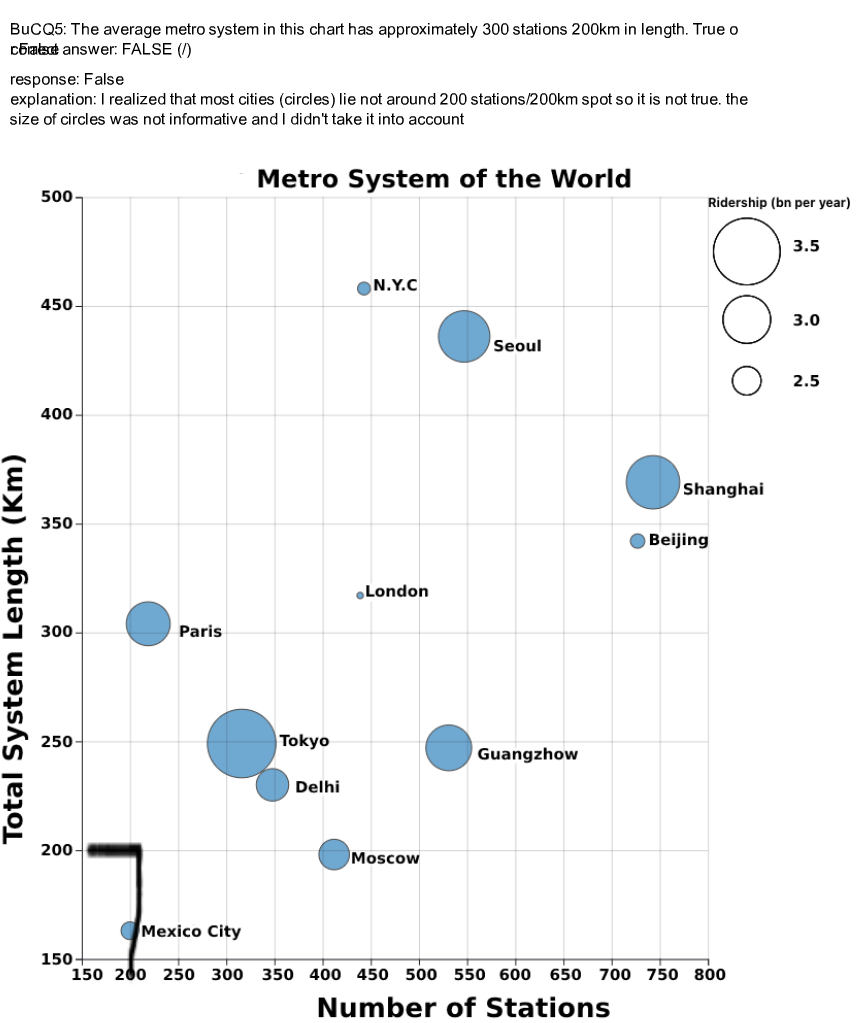 BuCQ5: The average metro system in this chart has approximately 300 stations 200km in length. True o
r False
correct answer: FALSE (/)
response: False
explanation: I realized that most cities (circles) lie not around 200 stations/200km spot so it is not true. the
size of circles was not informative and I didn't take it into account
Metro System of the World
Ridership (bn per year)
3.5
3.0
2.5
Total System Length (Km)
500
450
400
350
300
250
200
150
N.Y.C
Seoul
Shanghai
Beijing
London
Paris
Tokyo
Guangzhow
Delhi
Moscow
Mexico City
150 200 250 300 350 400 450 500 550 600 650 700 750 800
Number of Stations